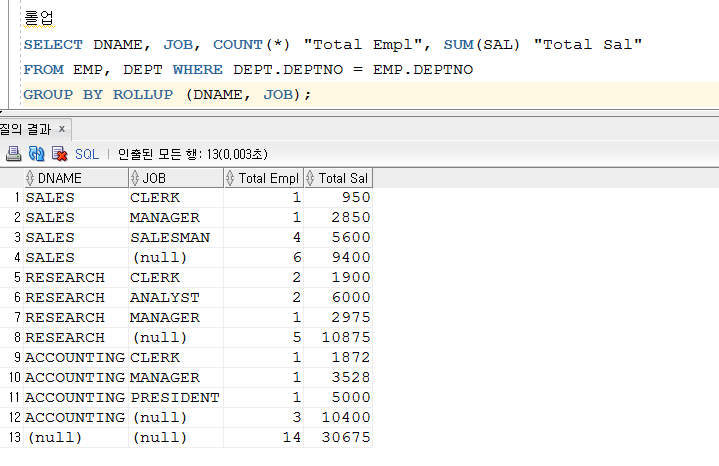 롤업
SELECT DNAME, JOB, COUNT(*) "Total Empl", SUM(SAL) "Total Sal"
FROM EMP, DEPT WHERE DEPT.DEPTNO = EMP.DEPTNO
GROUP BY ROLLUP (DNAME, JOB);
질의 결과 x
SQL | 인출된 모든 행: 13(0,003초)
DNAME JOB Total Empl Total Sal
1 SALES CLERK 1 950
2 SALES MANAGER 1 2850
3 SALES SALESMAN 4 5600
4 SALES (null) 6 9400
5 RESEARCH CLERK 2 1900
6 RESEARCH ANALYST 2 6000
7 RESEARCH MANAGER 1 2975
8 RESEARCH (null) 5 10875
9 ACCOUNTING CLERK 1 1872
10 ACCOUNTING MANAGER 1 3528
11 ACCOUNTING PRESIDENT 1 5000
12 ACCOUNTING (null) 3 10400
13 (null) (null) 14 30675